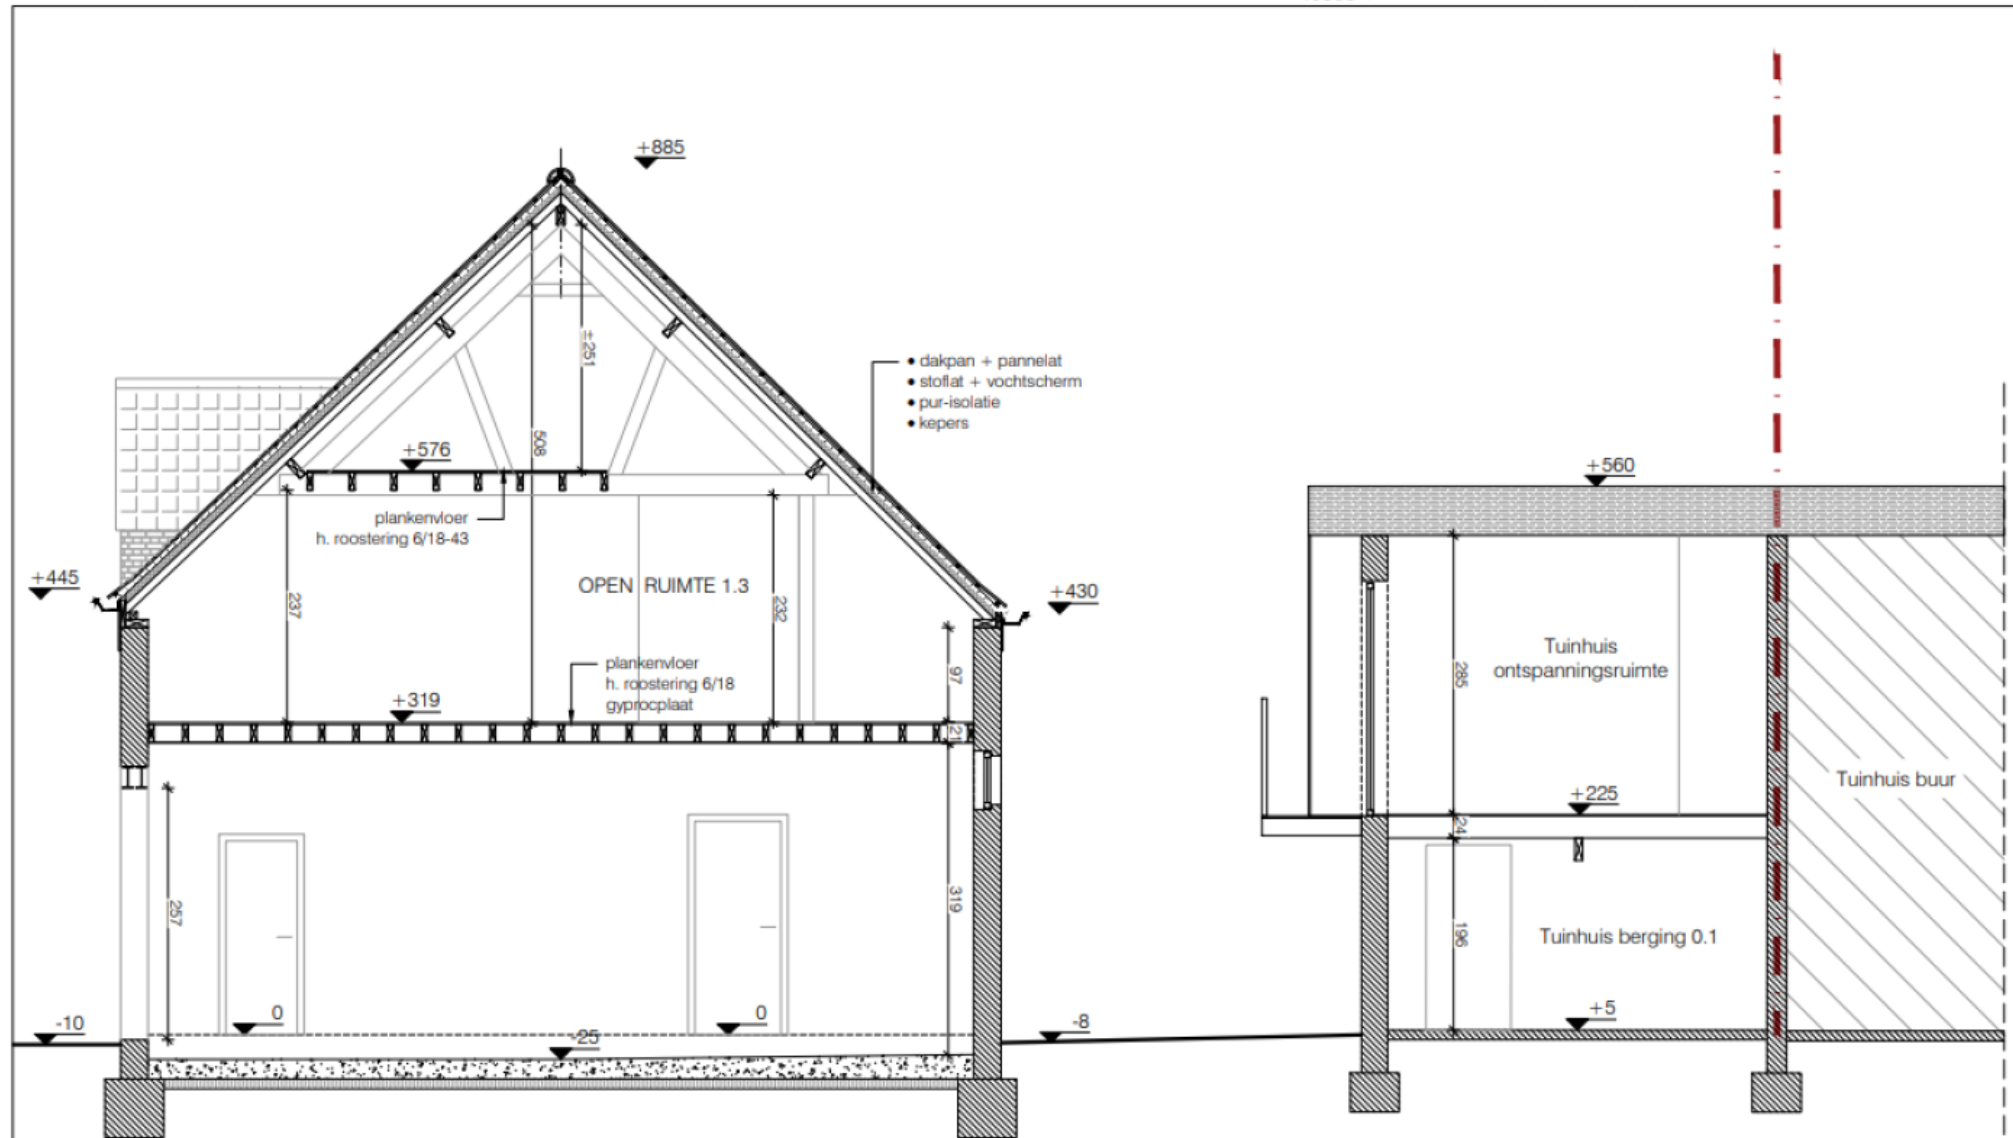 +885
• dakpan + pannelat
• stoflat + vochtscherm
• pur-isolatie
• kepers
±251
508
+576
+560
plankenvloer
h. roostering 6/18-43
+445
OPEN RUIMTE 1.3
+430
237
232
plankenvloer
h. roostering 6/18
gyprocplaat
97
+319
21
Tuinhuis
ontspanningsruimte
285
+225
Tuinhuis buur
24
257
319
196
Tuinhuis berging 0.1
-10
0
0
-25
-8
+5